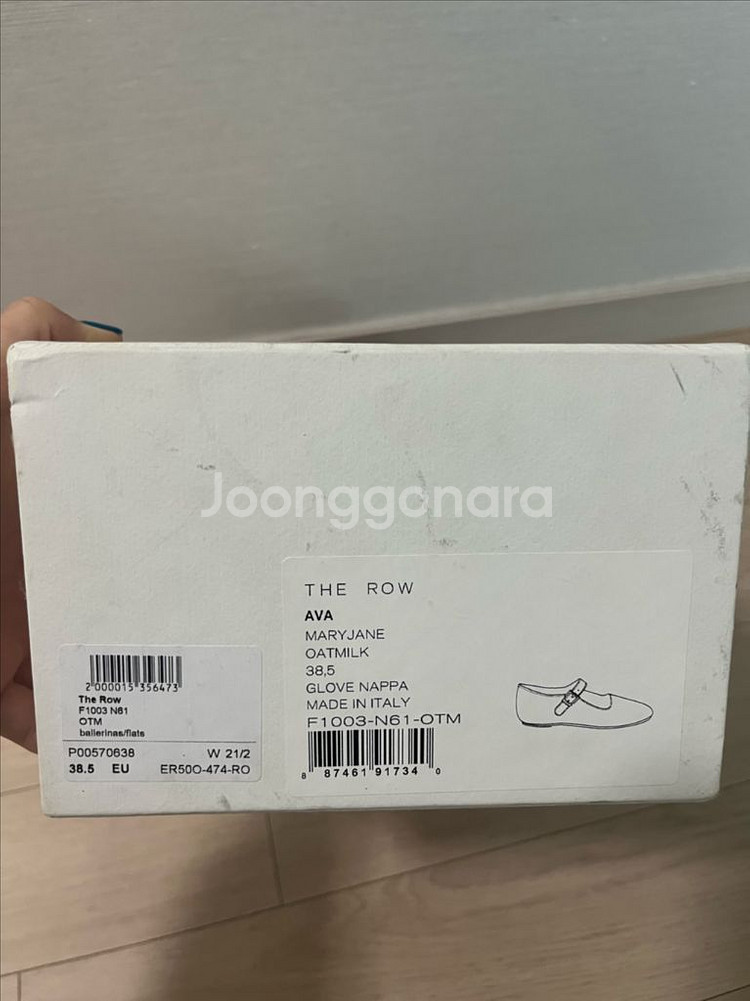 Joonggonara
THE ROW
AVA
MARYJANE
OATMILK
38,5
GLOVE NAPPA
MADE IN ITALY
F1003-N61-OTM
8 87461 91734 0
2 000015 356473
The Row
F1003 N61
OTM
ballerinas/flats
P00570638 W 21/2
38.5 EU ER50O-474-RO